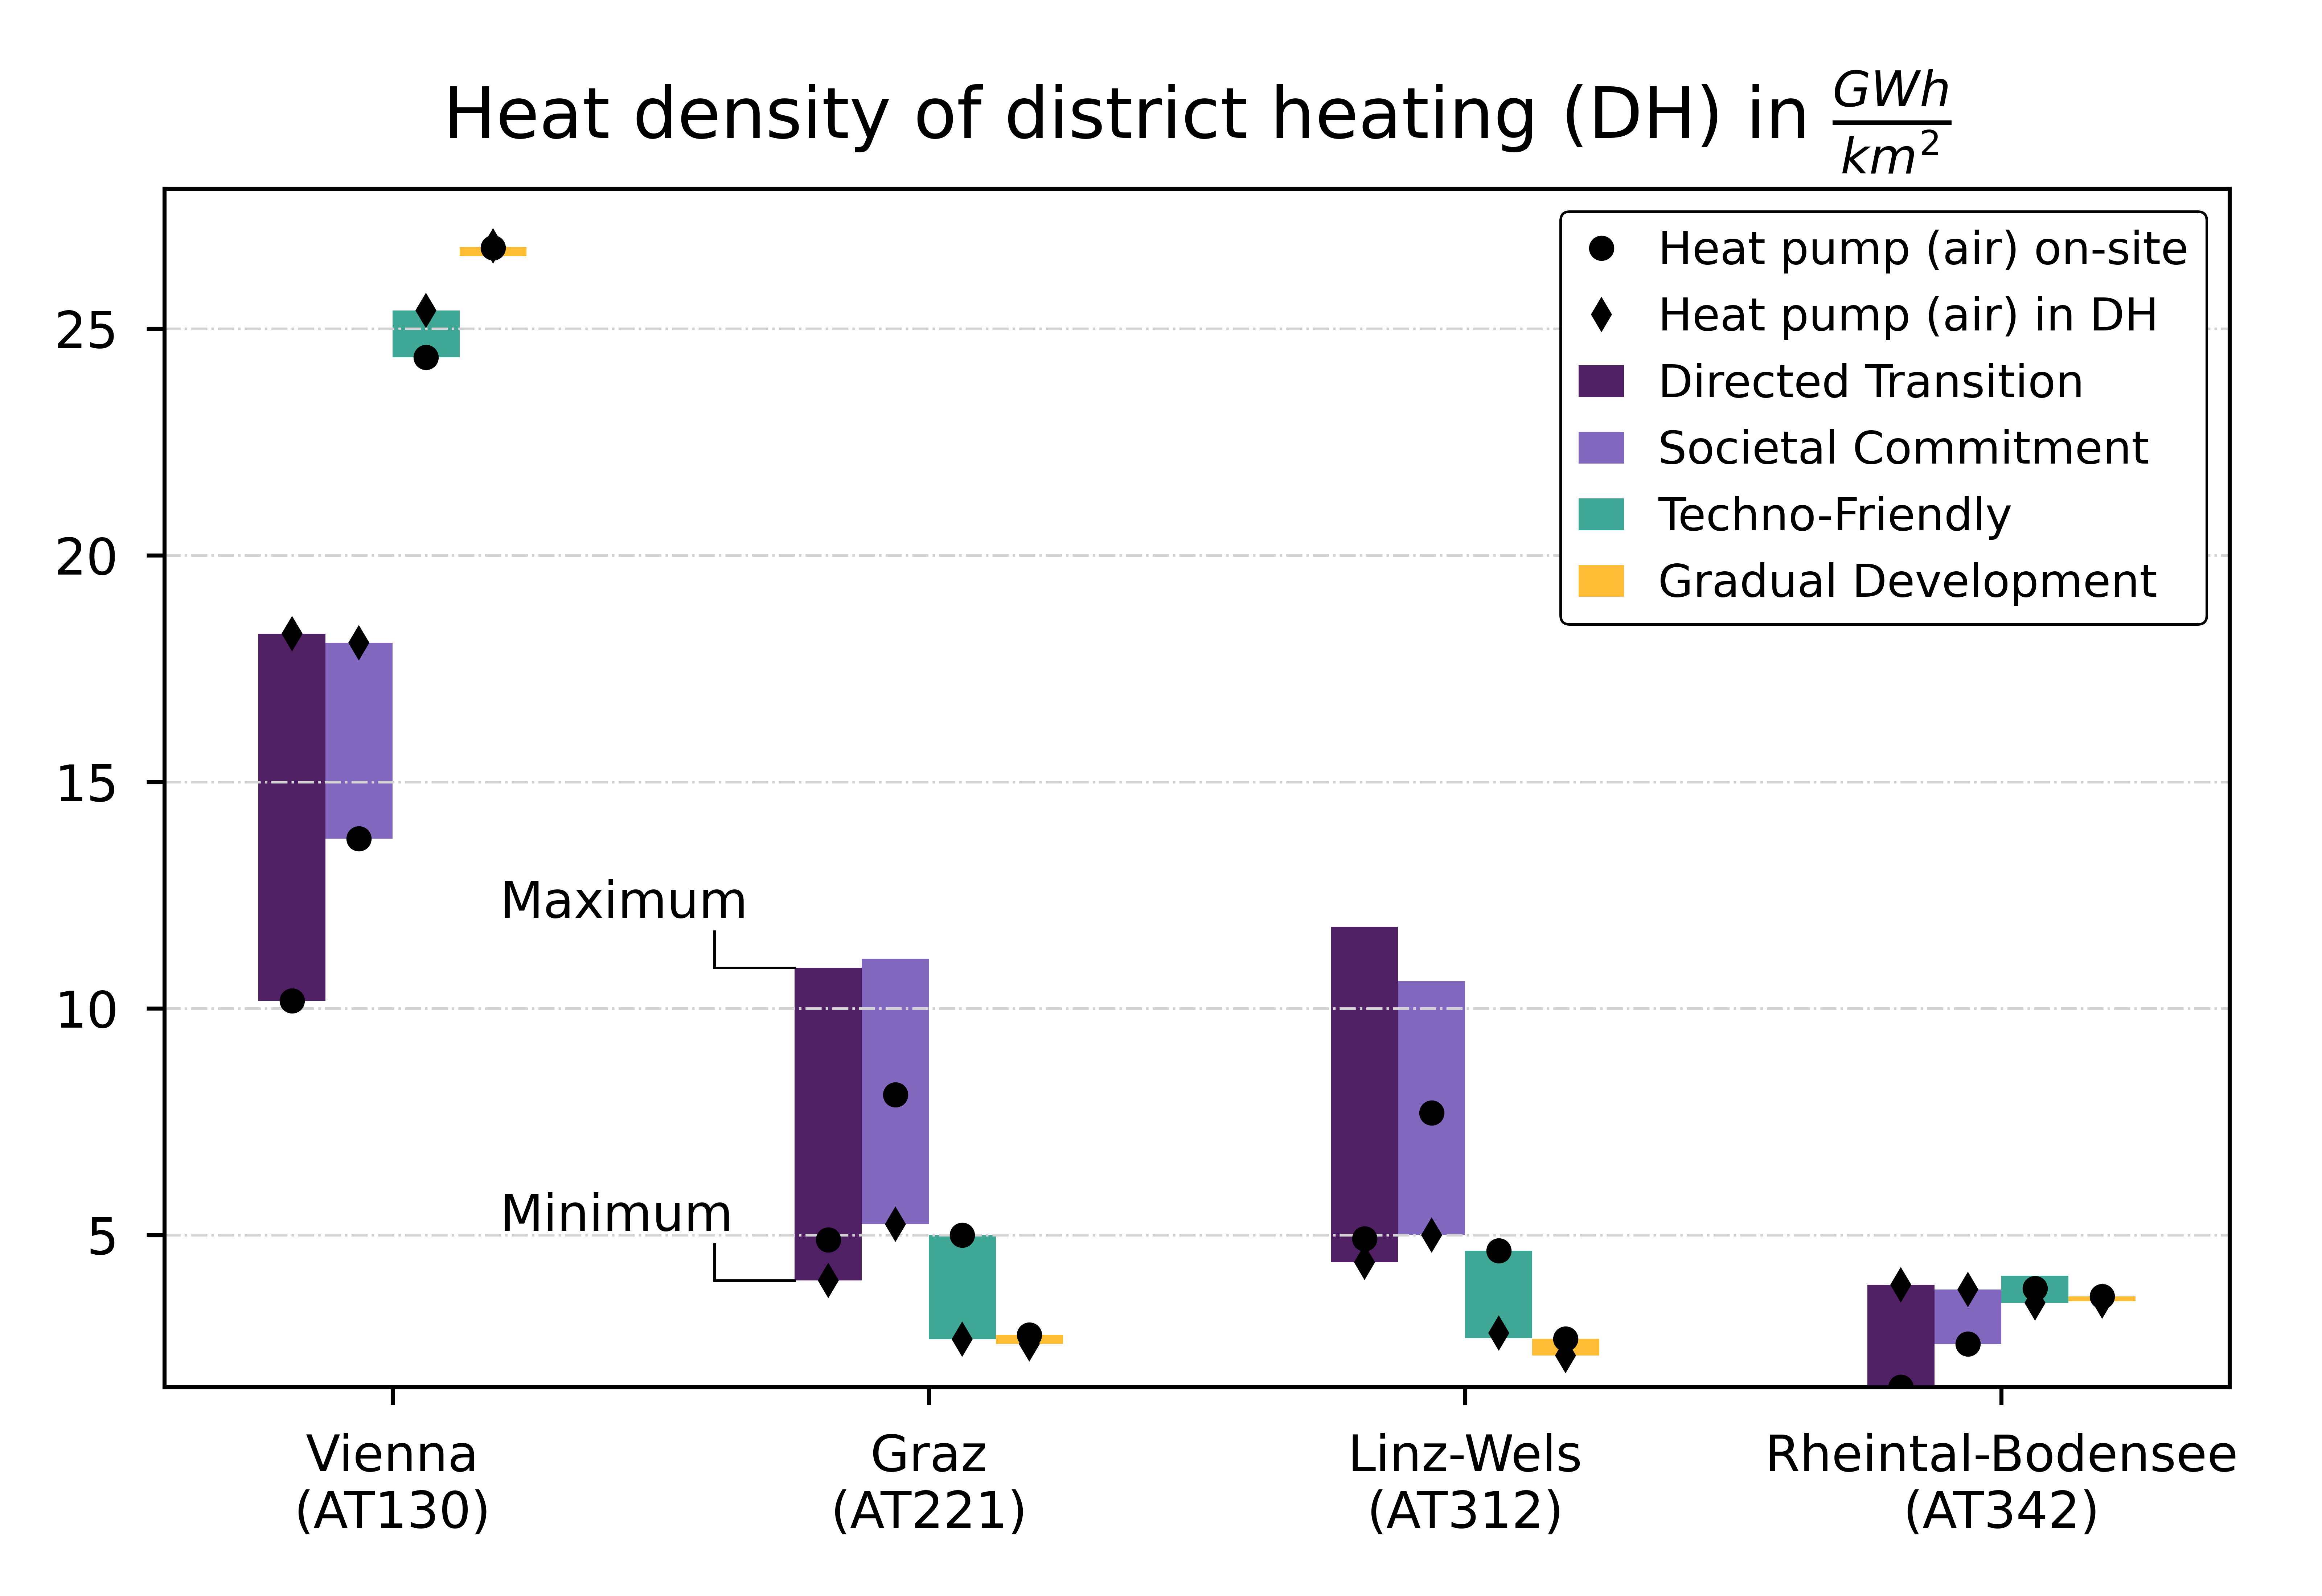 Heat density of district heating (DH) in GWh/km²
Heat pump (air) on-site
Heat pump (air) in DH
Directed Transition
Societal Commitment
Techno-Friendly
Gradual Development
25
20
15
10
5
Maximum
Minimum
Vienna
(AT130)
Graz
(AT221)
Linz-Wels
(AT312)
Rheintal-Bodensee
(AT342)